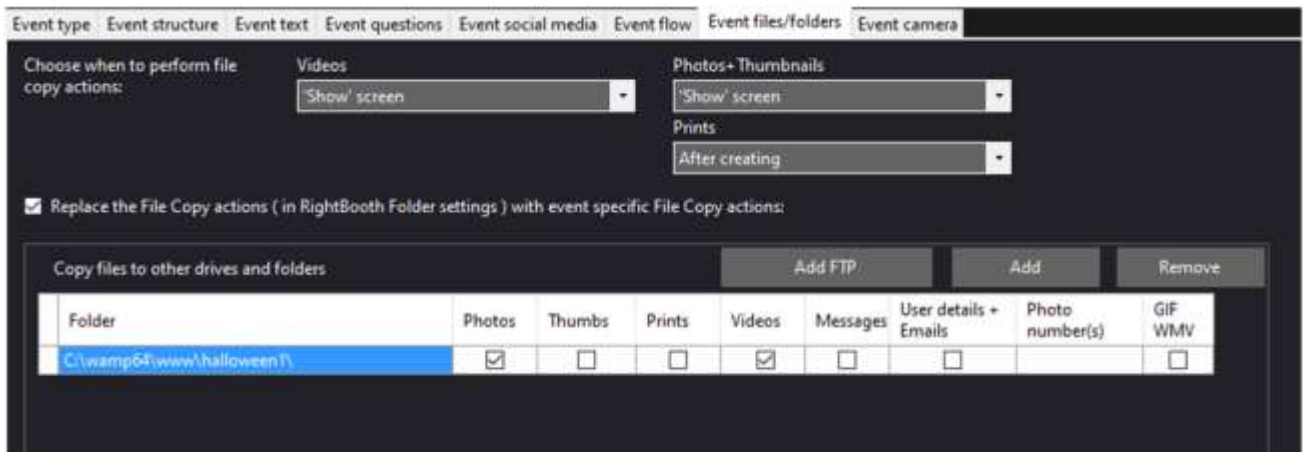 Event type Event structure Event text Event questions Event social media Event flow Event files/folders Event camera
Choose when to perform file
copy actions:
Videos
'Show' screen
Photos+Thumbnails
'Show' screen
Prints
After creating
Replace the File Copy actions ( in RightBooth Folder settings ) with event specific File Copy actions:
Copy files to other drives and folders
Add FTP
Add
Remove
Folder Photos Thumbs Prints Videos Messages User details +
Emails Photo
number(s) GIF
WMV
C:\wamp64\www\halloween1\